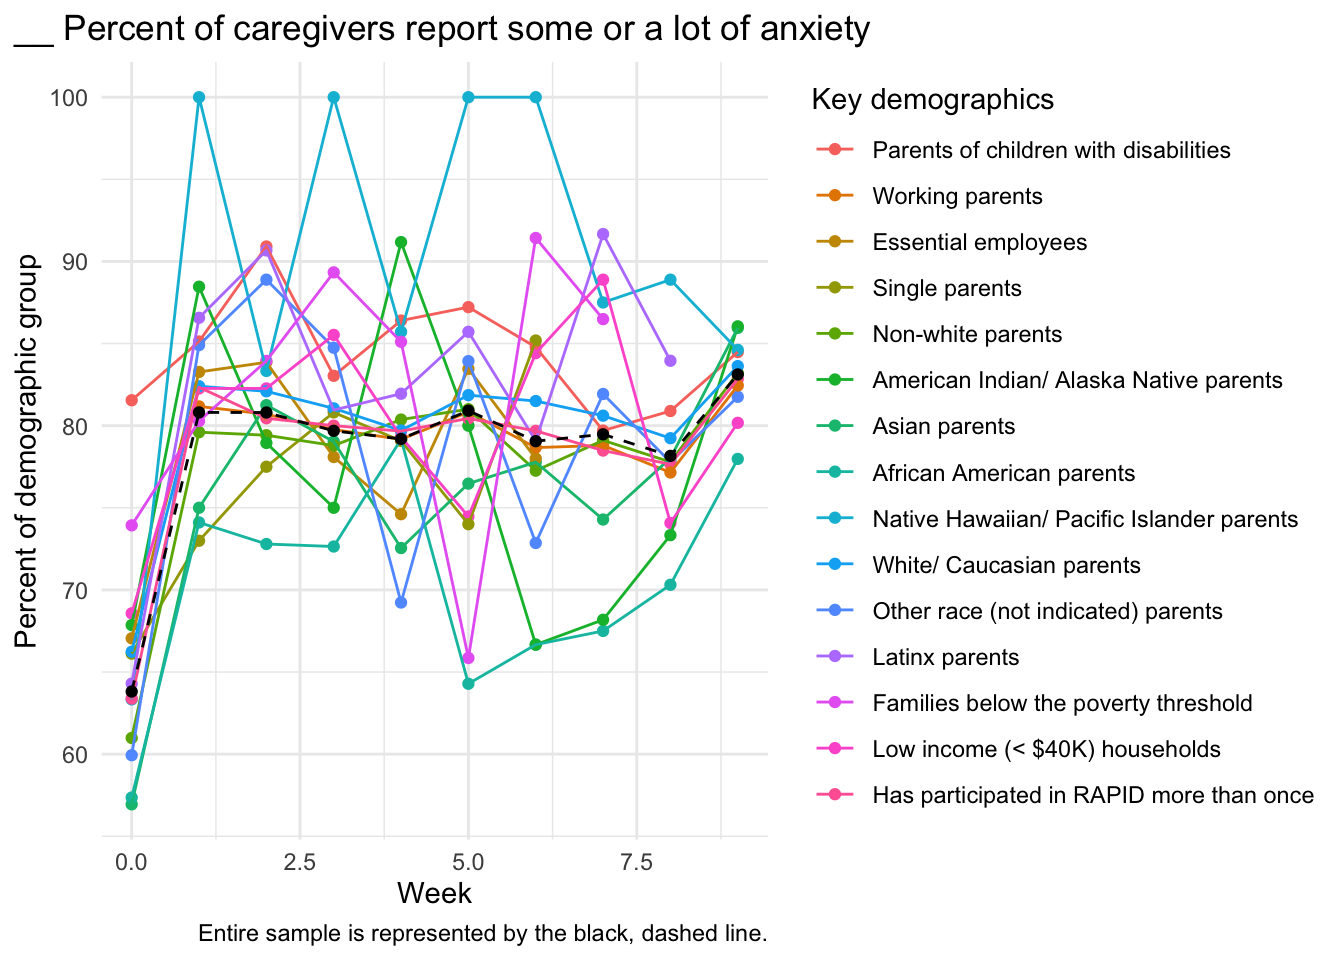 __ Percent of caregivers report some or a lot of anxiety
Percent of demographic group
100
90
80
70
60
0.0
2.5
5.0
7.5
Week
Entire sample is represented by the black, dashed line.
Key demographics
Parents of children with disabilities
Working parents
Essential employees
Single parents
Non-white parents
American Indian/ Alaska Native parents
Asian parents
African American parents
Native Hawaiian/ Pacific Islander parents
White/ Caucasian parents
Other race (not indicated) parents
Latinx parents
Families below the poverty threshold
Low income (< $40K) households
Has participated in RAPID more than once